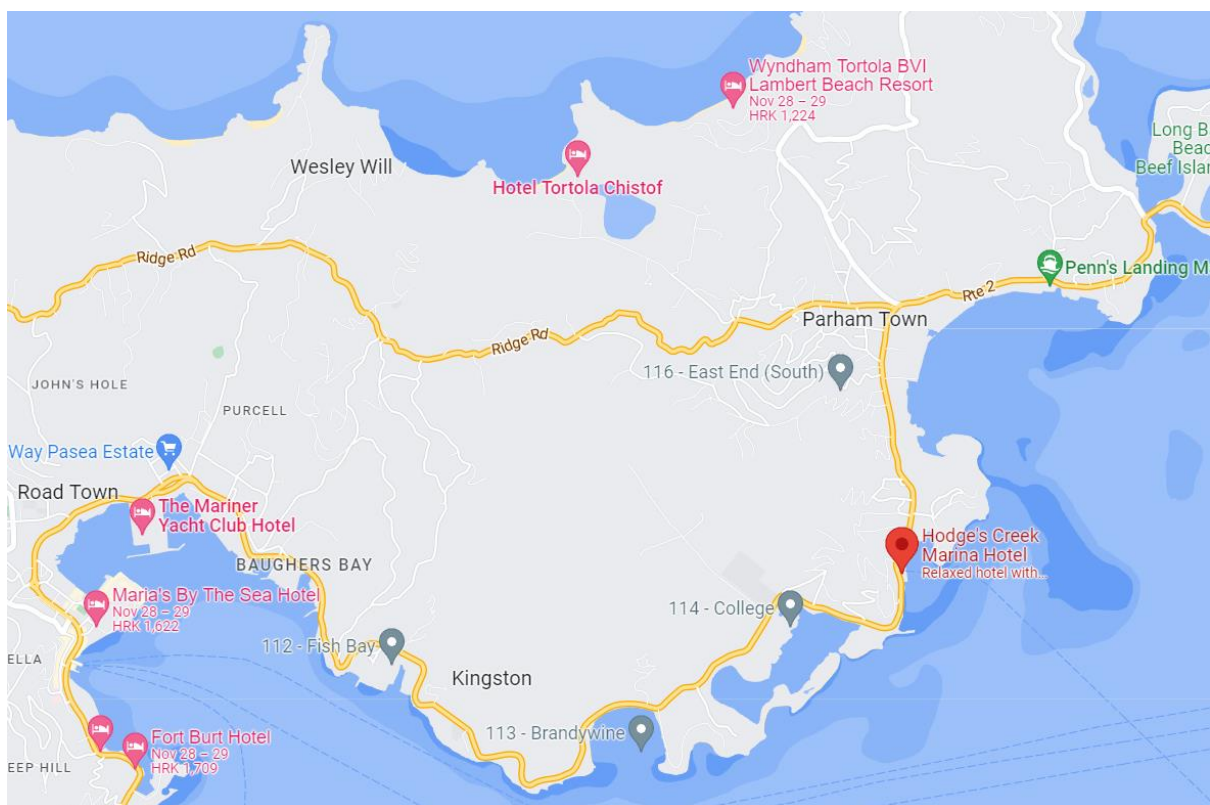 Wyndham Tortola BVI
Lambert Beach Resort
Nov 28 – 29
HRK 1,224
Long B
Beac
Beef Islan
Wesley Will
Hotel Tortola Chistof
Ridge Rd
Penn's Landing M
Rte 2
Parham Town
Ridge Rd
116 - East End (South)
JOHN'S HOLE
PURCELL
Way Pasea Estate
Road Town
The Mariner
Yacht Club Hotel
Hodge's Creek
Marina Hotel
Relaxed hotel with...
BAUGHERS BAY
Maria's By The Sea Hotel
Nov 28 – 29
HRK 1,622
114 - College
112 - Fish Bay
ELLA
Kingston
113 - Brandywine
Fort Burt Hotel
Nov 28 – 29
HRK 1,709
EEP HILL